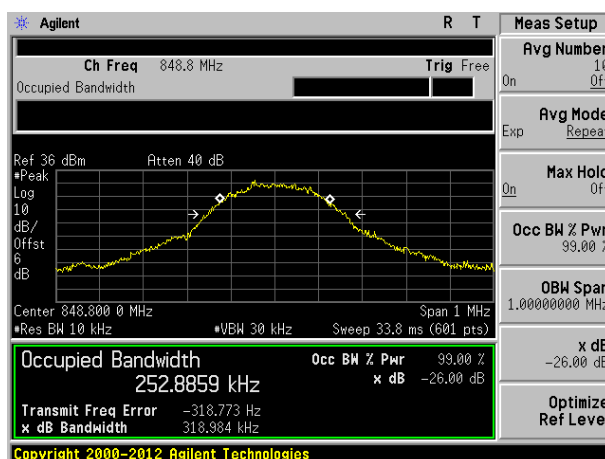 Agilent R T
Ch Freq 848.8 MHz Trig Free
Occupied Bandwidth
Ref 36 dBm Atten 40 dB
#Peak
Log
10
dB/
Offst
6
dB
Center 848.800 0 MHz Span 1 MHz
#Res BW 10 kHz #VBW 30 kHz Sweep 33.8 ms (601 pts)
Occupied Bandwidth Occ BW % Pwr 99.00 %
252.8859 kHz x dB -26.00 dB
Transmit Freq Error -318.773 Hz
x dB Bandwidth 318.984 kHz
Copyright 2000-2012 Agilent Technologies
Meas Setup
Avg Number
10
On Of
Avg Mode
Exp Repeat
Max Hold
On Of
Occ BW % Pwr
99.00 %
OBW Span
1.00000000 MHz
x dB
-26.00 dB
Optimize
Ref Level